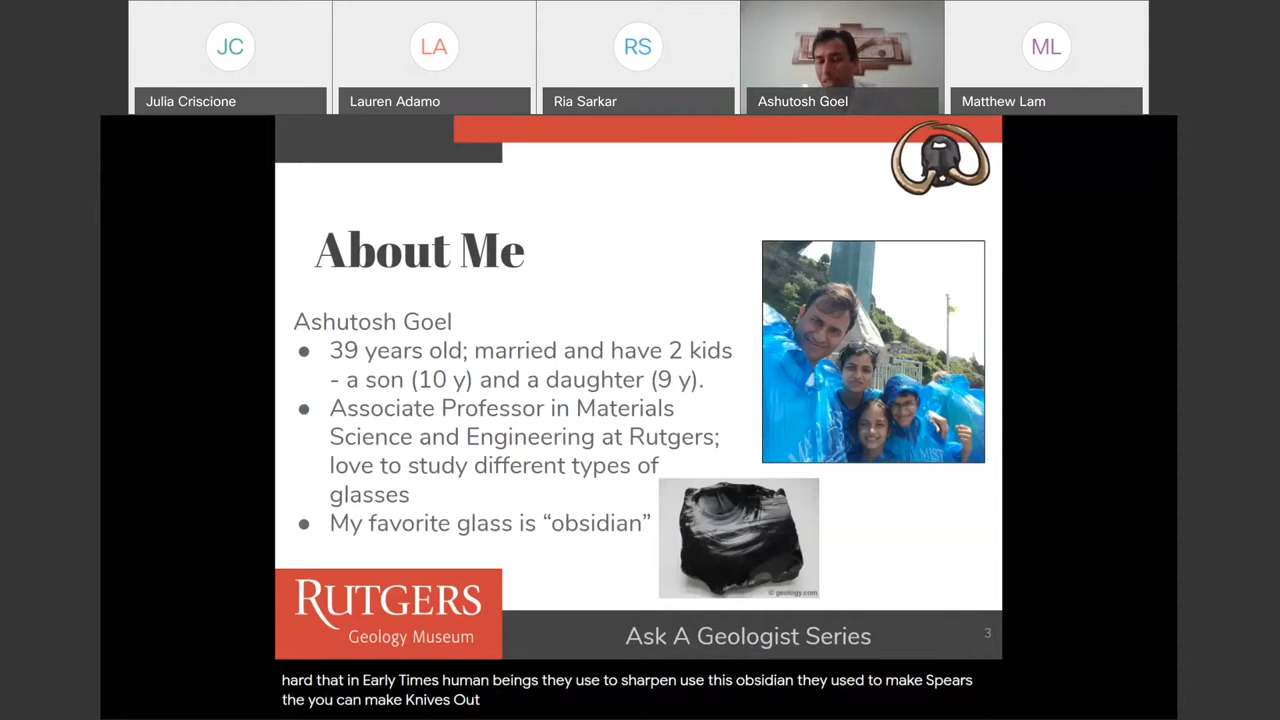 JC
LA
RS
ML
Julia Criscione
Lauren Adamo
Ria Sarkar
Ashutosh Goel
Matthew Lam
About Me
Ashutosh Goel
● 39 years old; married and have 2 kids
- a son (10 y) and a daughter (9 y).
● Associate Professor in Materials
Science and Engineering at Rutgers;
love to study different types of
glasses
● My favorite glass is “obsidian”
© geology.com
RUTGERS
Geology Museum
Ask A Geologist Series
3
hard that in Early Times human beings they use to sharpen use this obsidian they used to make Spears
the you can make Knives Out